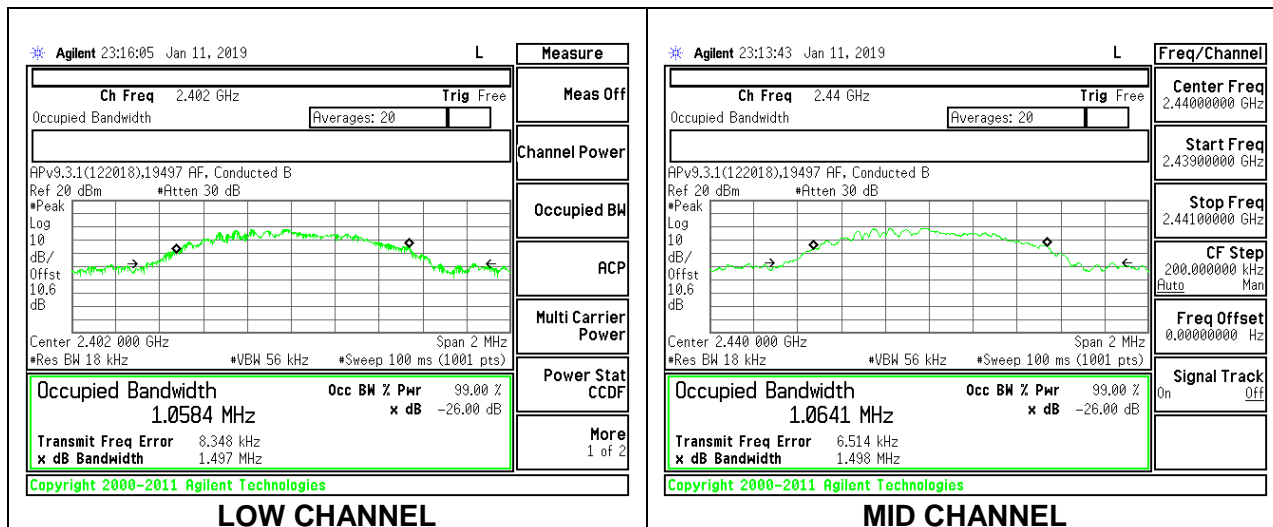 Agilent 23:16:05 Jan 11, 2019 L
Measure
Ch Freq 2.402 GHz Trig Free
Occupied Bandwidth Averages: 20
APv9.3.1(122018),19497 AF, Conducted B
Ref 20 dBm #Atten 30 dB
#Peak
Log
10
dB/
Offst
10.6
dB
Center 2.402 000 GHz Span 2 MHz
#Res BW 18 kHz #VBW 56 kHz #Sweep 100 ms (1001 pts)
Occupied Bandwidth Occ BW % Pwr 99.00 %
1.0584 MHz x dB -26.00 dB
Transmit Freq Error 8.348 kHz
x dB Bandwidth 1.497 MHz
Copyright 2000-2011 Agilent Technologies
Meas Off
Channel Power
Occupied BW
ACP
Multi Carrier
Power
Power Stat
CCDF
More
1 of 2
LOW CHANNEL
Agilent 23:13:43 Jan 11, 2019 L
Freq/Channel
Ch Freq 2.44 GHz Trig Free
Occupied Bandwidth Averages: 20
APv9.3.1(122018),19497 AF, Conducted B
Ref 20 dBm #Atten 30 dB
#Peak
Log
10
dB/
Offst
10.6
dB
Center 2.440 000 GHz Span 2 MHz
#Res BW 18 kHz #VBW 56 kHz #Sweep 100 ms (1001 pts)
Occupied Bandwidth Occ BW % Pwr 99.00 %
1.0641 MHz x dB -26.00 dB
Transmit Freq Error 6.514 kHz
x dB Bandwidth 1.498 MHz
Copyright 2000-2011 Agilent Technologies
Center Freq
2.44000000 GHz
Start Freq
2.43900000 GHz
Stop Freq
2.44100000 GHz
CF Step
200.000000 kHz
Auto Man
Freq Offset
0.00000000 Hz
Signal Track
On Off
MID CHANNEL